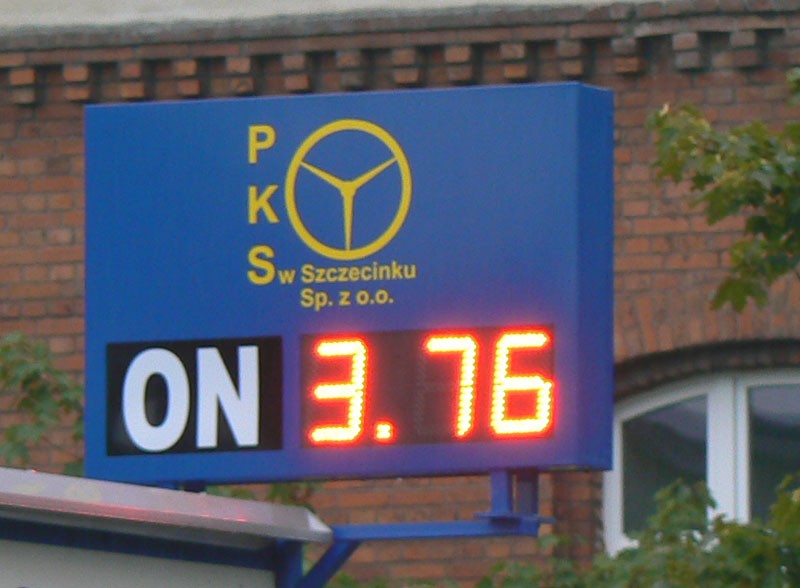 P
K
S w Szczecinku
Sp. z o.o.
ON 3.76